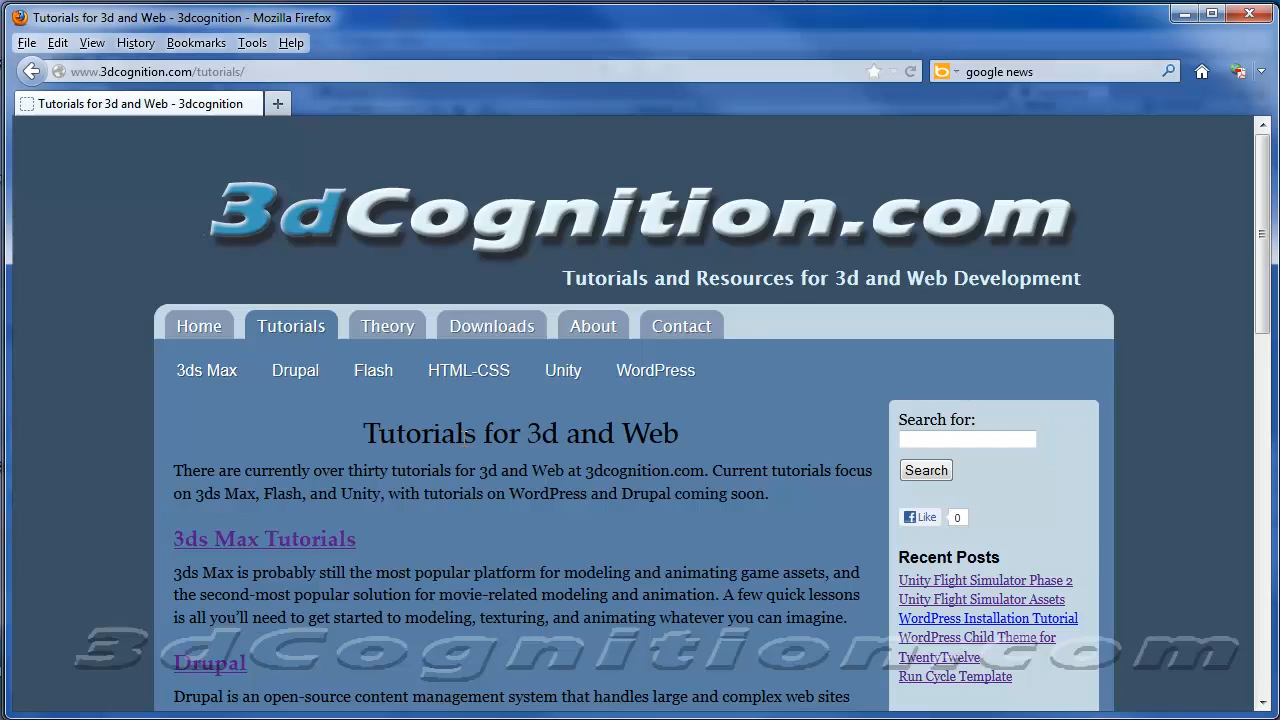 Tutorials for 3d and Web - 3dcognition - Mozilla Firefox
File Edit View History Bookmarks Tools Help
www.3dcognition.com/tutorials/
google news
Tutorials for 3d and Web - 3dcognition
3dCognition.com
Tutorials and Resources for 3d and Web Development
Home Tutorials Theory Downloads About Contact
3ds Max Drupal Flash HTML-CSS Unity WordPress
Tutorials for 3d and Web
There are currently over thirty tutorials for 3d and Web at 3dcognition.com. Current tutorials focus
on 3ds Max, Flash, and Unity, with tutorials on WordPress and Drupal coming soon.
3ds Max Tutorials
3ds Max is probably still the most popular platform for modeling and animating game assets, and
the second-most popular solution for movie-related modeling and animation. A few quick lessons
is all you'll need to get started to modeling, texturing, and animating whatever you can imagine.
Drupal
Drupal is an open-source content management system that handles large and complex web sites
Search for:
Search
Like 0
Recent Posts
Unity Flight Simulator Phase 2
Unity Flight Simulator Assets
WordPress Installation Tutorial
WordPress Child Theme for
TwentyTwelve
Run Cycle Template
3dCognition.com